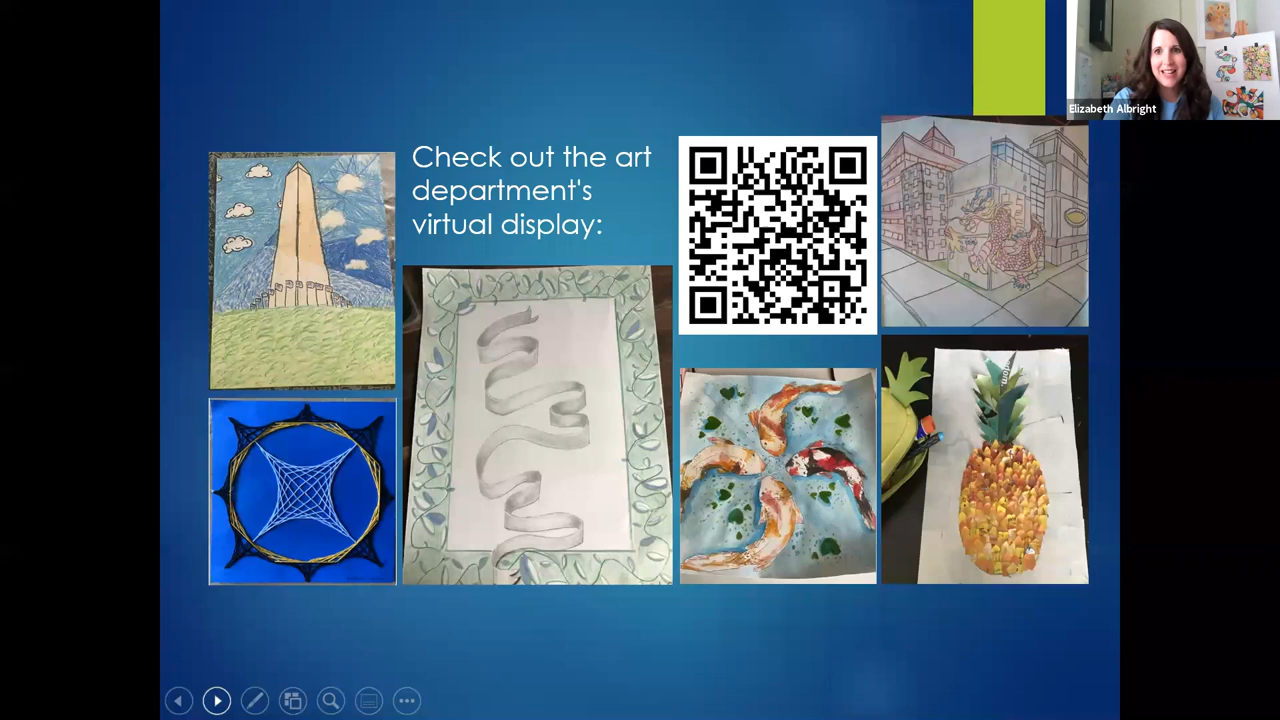 Elizabeth Albright
Check out the art
department's
virtual display: